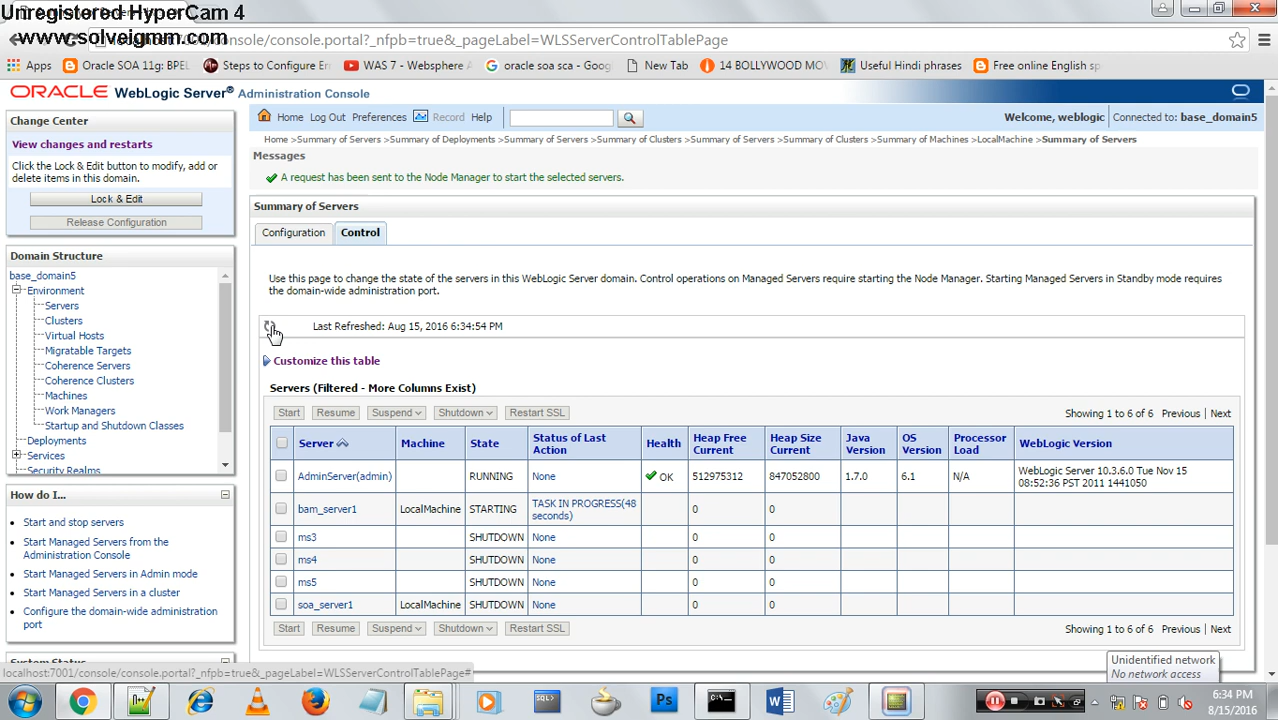 Unregistered HyperCam 4
www.solveigmm.com
/console/console.portal?_nfpb=true&_pageLabel=WLSServerControlTablePage
Apps Oracle SOA 11g: BPEL Steps to Configure Er WAS 7 - Websphere A oracle soa sca - Goog New Tab 14 BOLLYWOOD MOV Useful Hindi phrases Free online English sp
ORACLE WebLogic Server® Administration Console
Change Center
View changes and restarts
Click the Lock & Edit button to modify, add or
delete items in this domain.
Lock & Edit
Release Configuration
Domain Structure
base_domain5
Environment
Servers
Clusters
Virtual Hosts
Migratable Targets
Coherence Servers
Coherence Clusters
Machines
Work Managers
Startup and Shutdown Classes
Deployments
Services
Security Realms
How do I...
Start and stop servers
Start Managed Servers from the
Administration Console
Start Managed Servers in Admin mode
Start Managed Servers in a cluster
Configure the domain-wide administration
port
System Status
Home Log Out Preferences Record Help
Welcome, weblogic Connected to: base_domain5
Home >Summary of Servers >Summary of Deployments >Summary of Servers >Summary of Clusters >Summary of Servers >Summary of Clusters >Summary of Machines >LocalMachine >Summary of Servers
Messages
A request has been sent to the Node Manager to start the selected servers.
Summary of Servers
Configuration Control
Use this page to change the state of the servers in this WebLogic Server domain. Control operations on Managed Servers require starting the Node Manager. Starting Managed Servers in Standby mode requires
the domain-wide administration port.
Last Refreshed: Aug 15, 2016 6:34:54 PM
Customize this table
Servers (Filtered - More Columns Exist)
Start Resume Suspend Shutdown Restart SSL Showing 1 to 6 of 6 Previous | Next
Server Machine State Status of Last Action Health Heap Free Current Heap Size Current Java Version OS Version Processor Load WebLogic Version
AdminServer(admin) RUNNING None OK 512975312 847052800 1.7.0 6.1 N/A WebLogic Server 10.3.6.0 Tue Nov 15 08:52:36 PST 2011 1441050
bam_server1 LocalMachine STARTING TASK IN PROGRESS(48 seconds) 0 0
ms3 SHUTDOWN None 0 0
ms4 SHUTDOWN None 0 0
ms5 SHUTDOWN None 0 0
soa_server1 LocalMachine SHUTDOWN None 0 0
Start Resume Suspend Shutdown Restart SSL Showing 1 to 6 of 6 Previous | Next
localhost:7001/console/console.portal?_nfpb=true&_pageLabel=WLSServerControlTablePage#
Unidentified network
No network access
6:34 PM
8/15/2016